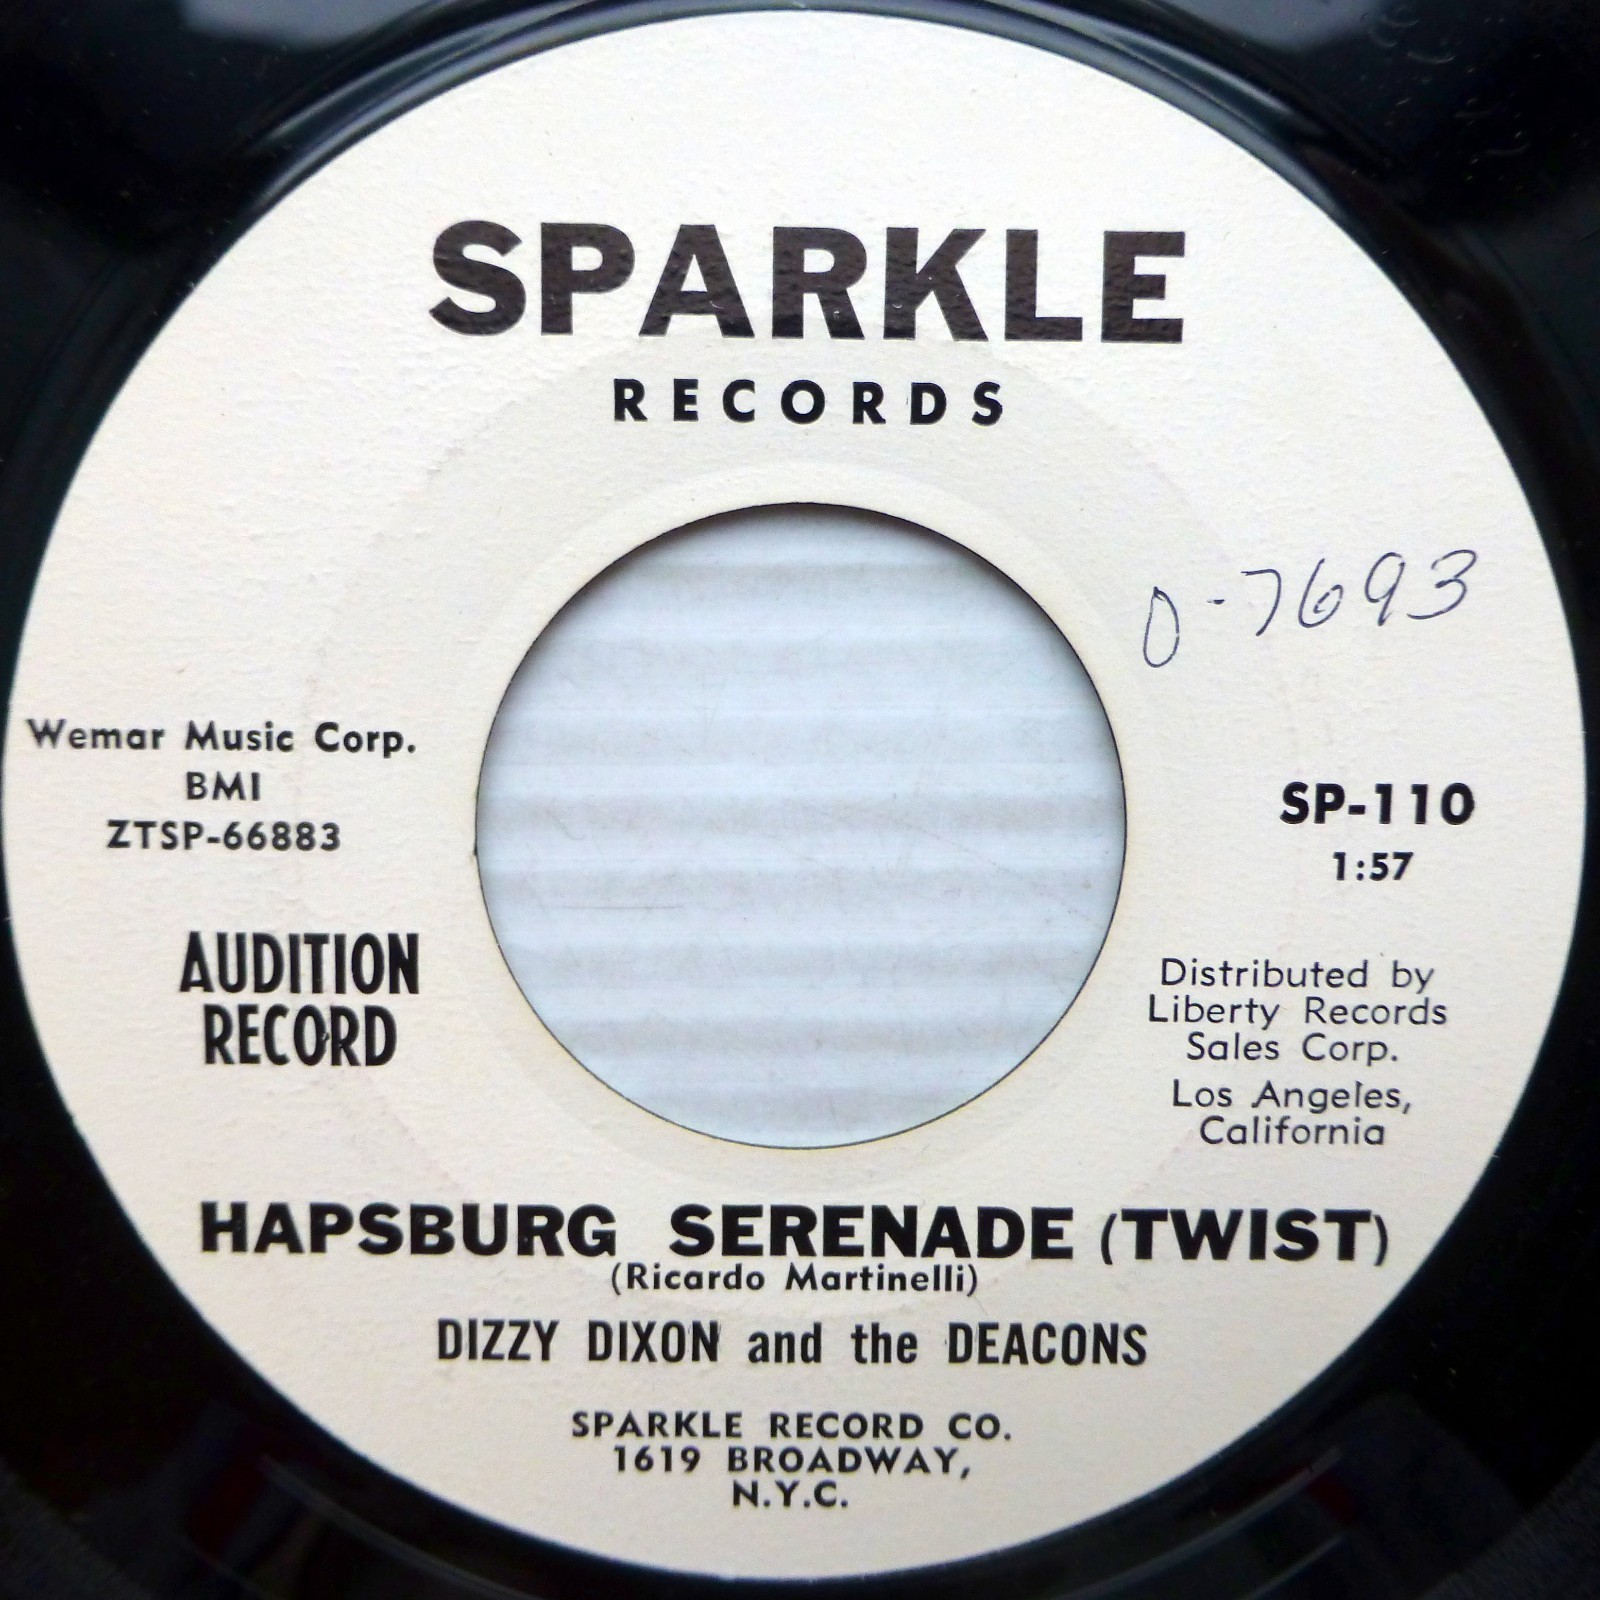 SPARKLE
RECORDS
0-7693
Wemar Music Corp.
BMI
ZTSP-66883
AUDITION
RECORD
SP-110
1:57
Distributed by
Liberty Records
Sales Corp.
Los Angeles,
California
HAPSBURG SERENADE (TWIST)
(Ricardo Martinelli)
DIZZY DIXON and the DEACONS
SPARKLE RECORD CO.
1619 BROADWAY,
N.Y.C.